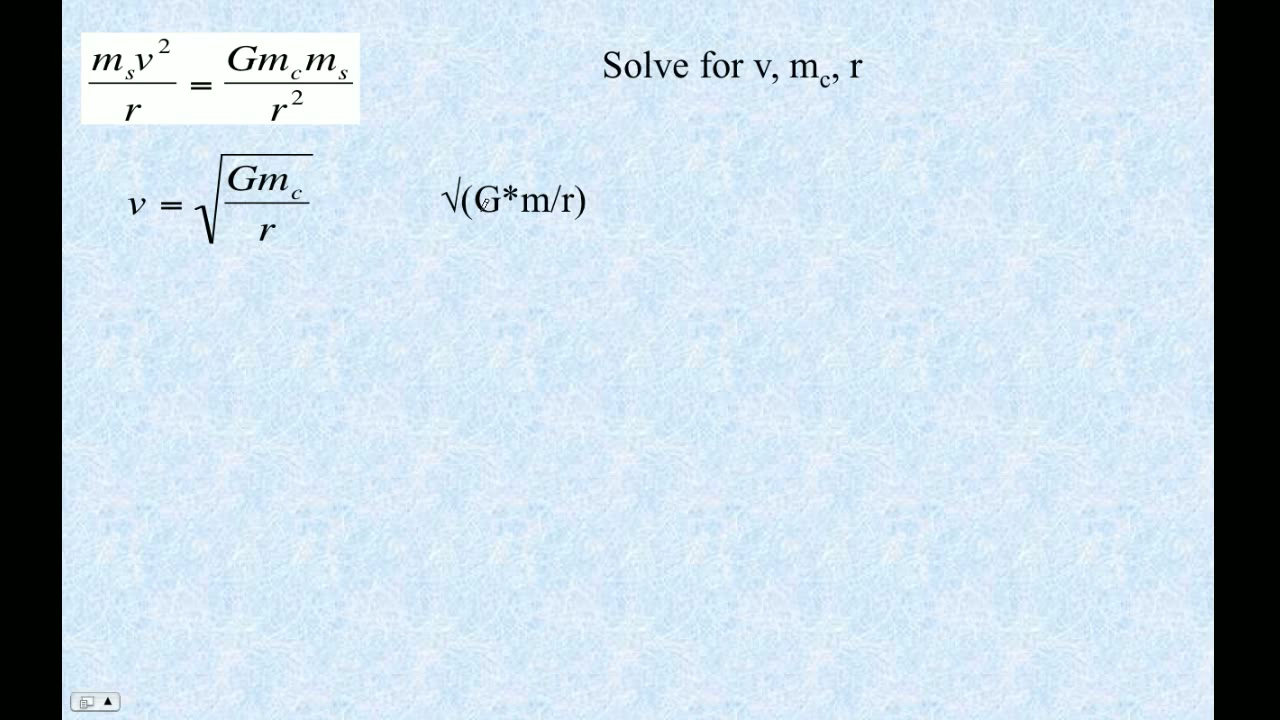 m_s v^2 / r = G m_c m_s / r^2
Solve for v, m_c, r
v = √(G m_c / r)
√(G*m/r)